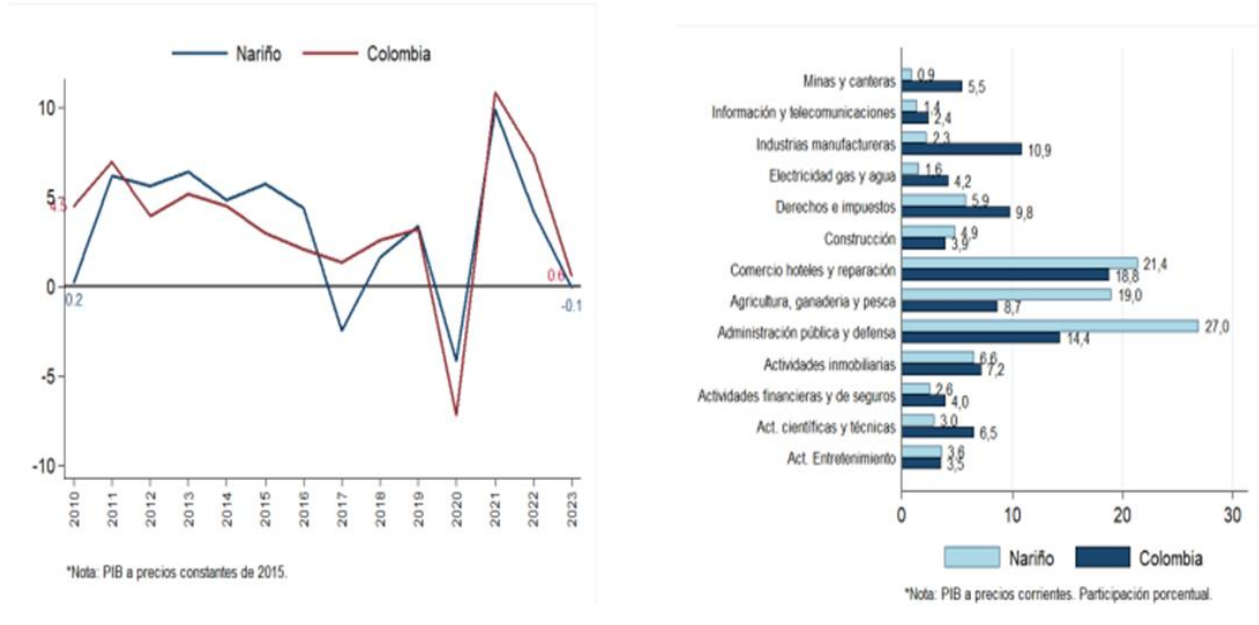 Nariño Colombia
10
5
4.5
0
0.2
0.6
-0.1
-5
-10
2010 2011 2012 2013 2014 2015 2016 2017 2018 2019 2020 2021 2022 2023
*Nota: PIB a precios constantes de 2015.
Minas y canteras 0,9
5,5
Información y telecomunicaciones 1,4
2,4
Industrias manufactureras 2,3
10,9
Electricidad gas y agua 1,6
4,2
Derechos e impuestos 5,9
9,8
Construcción 4,9
3,9
Comercio hoteles y reparación 21,4
18,8
Agricultura, ganaderia y pesca 19,0
8,7
Administración pública y defensa 27,0
14,4
Actividades inmobiliarias 6,6
7,2
Actividades financieras y de seguros 2,6
4,0
Act. científicas y técnicas 3,0
6,5
Act. Entretenimiento 3,6
3,5
0 10 20 30
Nariño Colombia
*Nota: PIB a precios corrientes. Participación porcentual.